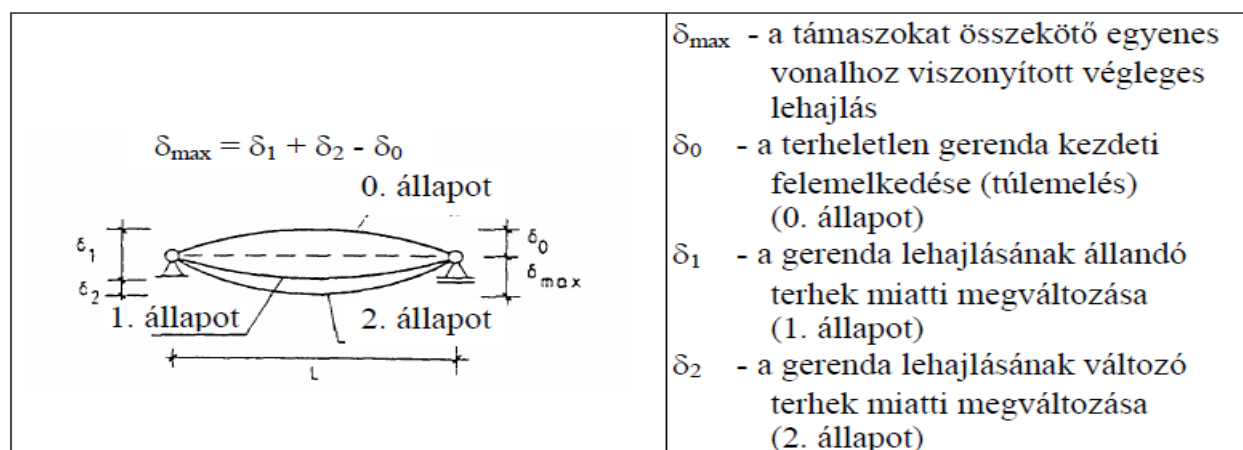 δmax = δ1 + δ2 - δ0
0. állapot
δ1
δ0
δ2
δmax
1. állapot
2. állapot
L
δmax - a támaszokat összekötő egyenes
vonalhoz viszonyított végleges
lehajlás
δ0 - a terheletlen gerenda kezdeti
felemelkedése (túlemelés)
(0. állapot)
δ1 - a gerenda lehajlásának állandó
terhek miatti megváltozása
(1. állapot)
δ2 - a gerenda lehajlásának változó
terhek miatti megváltozása
(2. állapot)